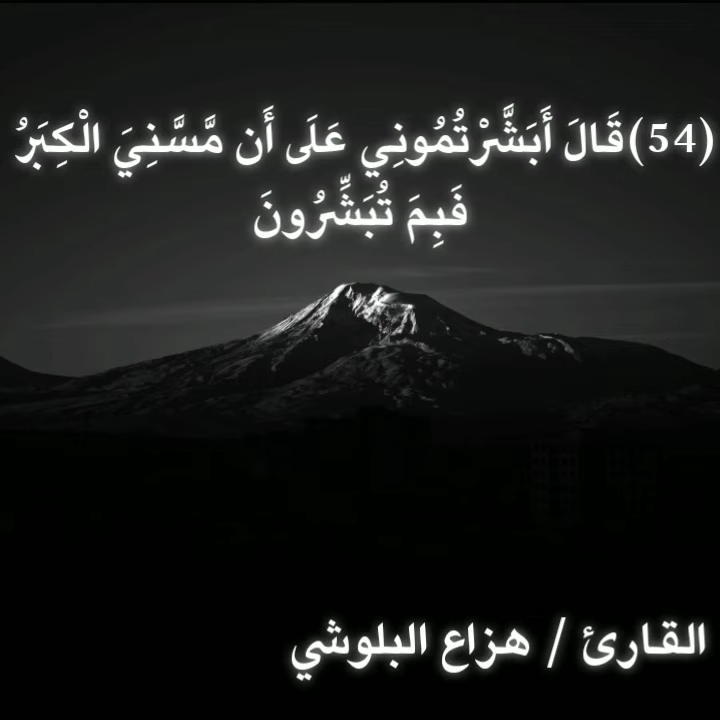 (54)قَالَ أَبَشَّرْتُمُونِي عَلَى أَن مَّسَّنِيَ الْكِبَرُ
فَبِمَ تُبَشِّرُونَ
القارئ / هزاع البلوشي